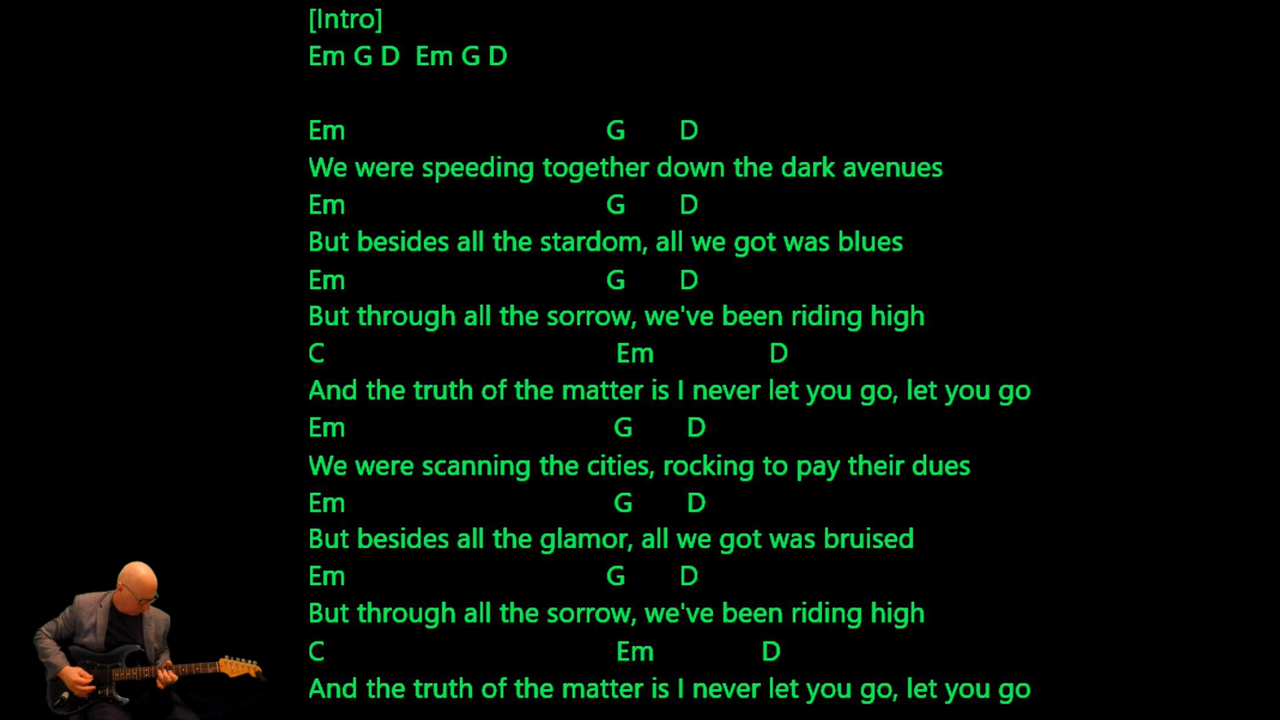 [Intro]
Em G D  Em G D
Em G D
We were speeding together down the dark avenues
Em G D
But besides all the stardom, all we got was blues
Em G D
But through all the sorrow, we've been riding high
C Em D
And the truth of the matter is I never let you go, let you go
Em G D
We were scanning the cities, rocking to pay their dues
Em G D
But besides all the glamor, all we got was bruised
Em G D
But through all the sorrow, we've been riding high
C Em D
And the truth of the matter is I never let you go, let you go